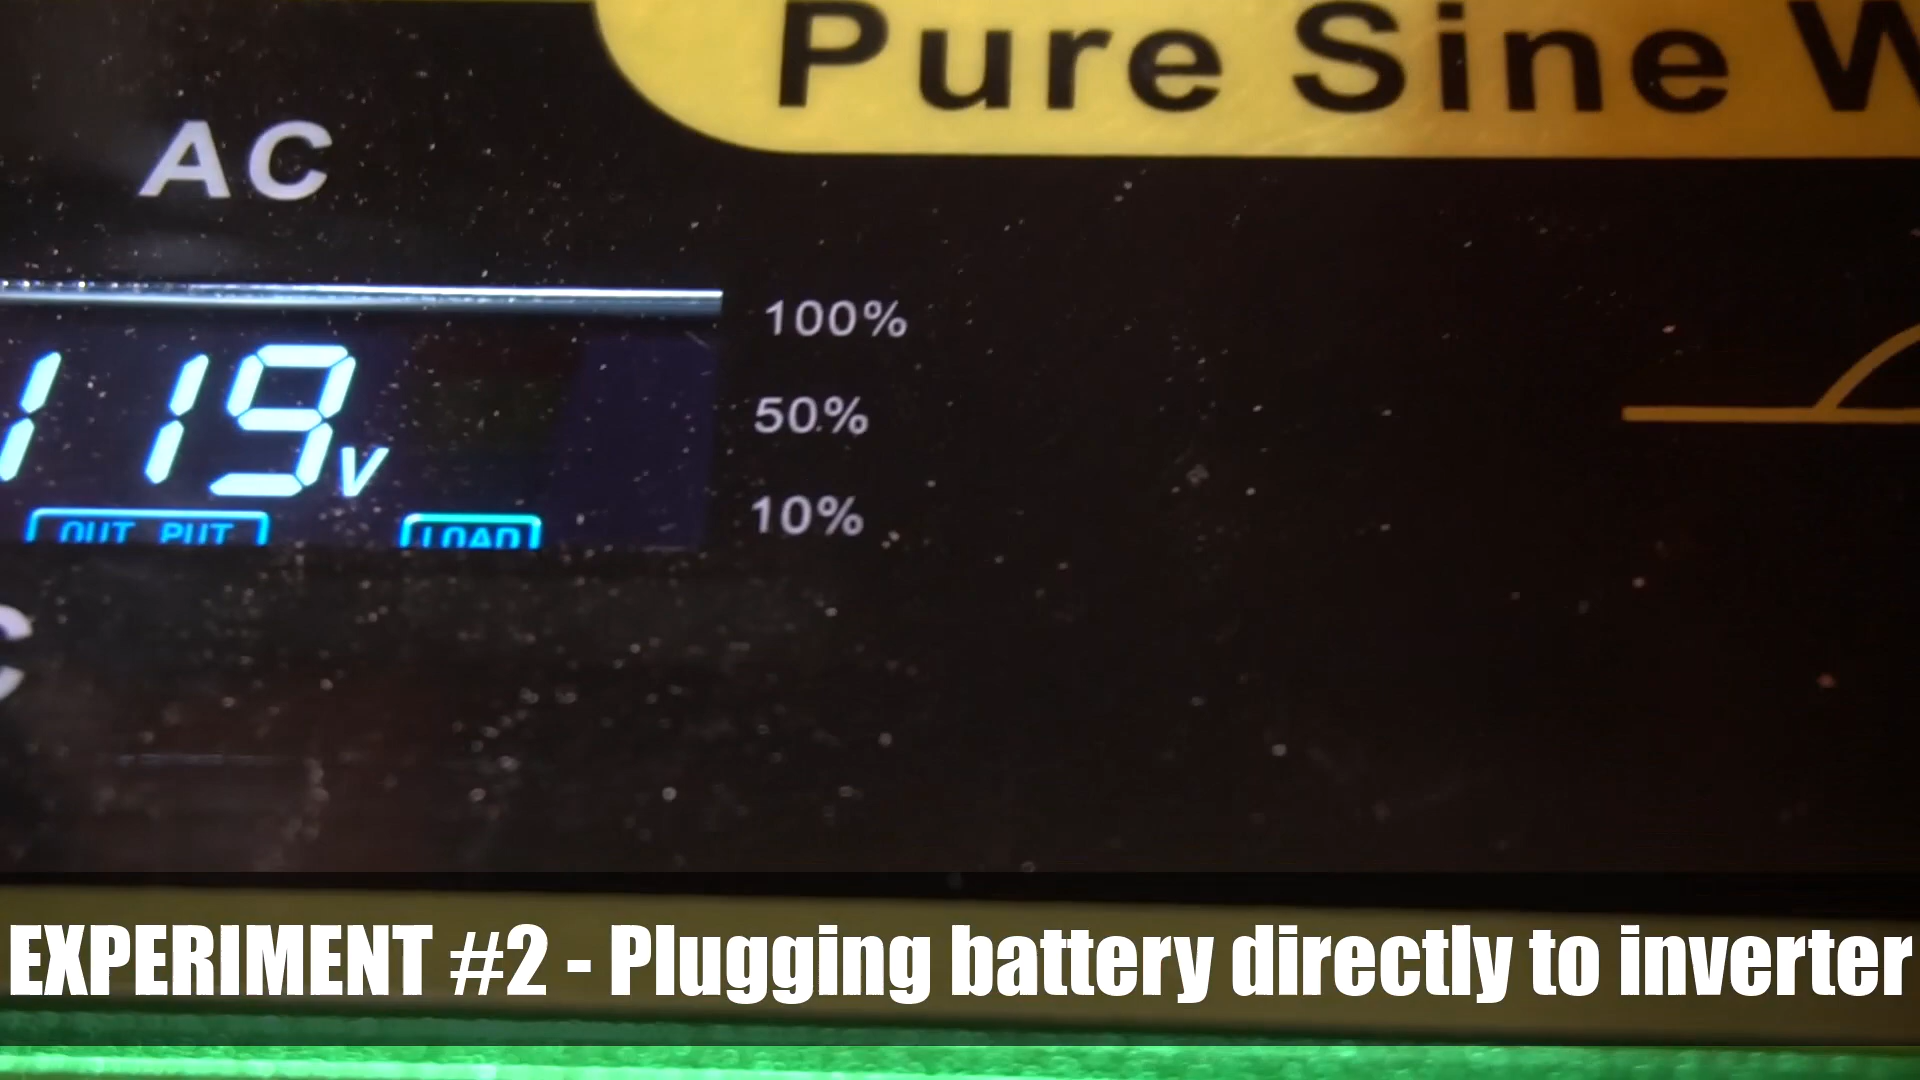 Pure Sine W
AC
100%
119V
50%
10%
OUT PUT
LOAD
C
EXPERIMENT #2 - Plugging battery directly to inverter